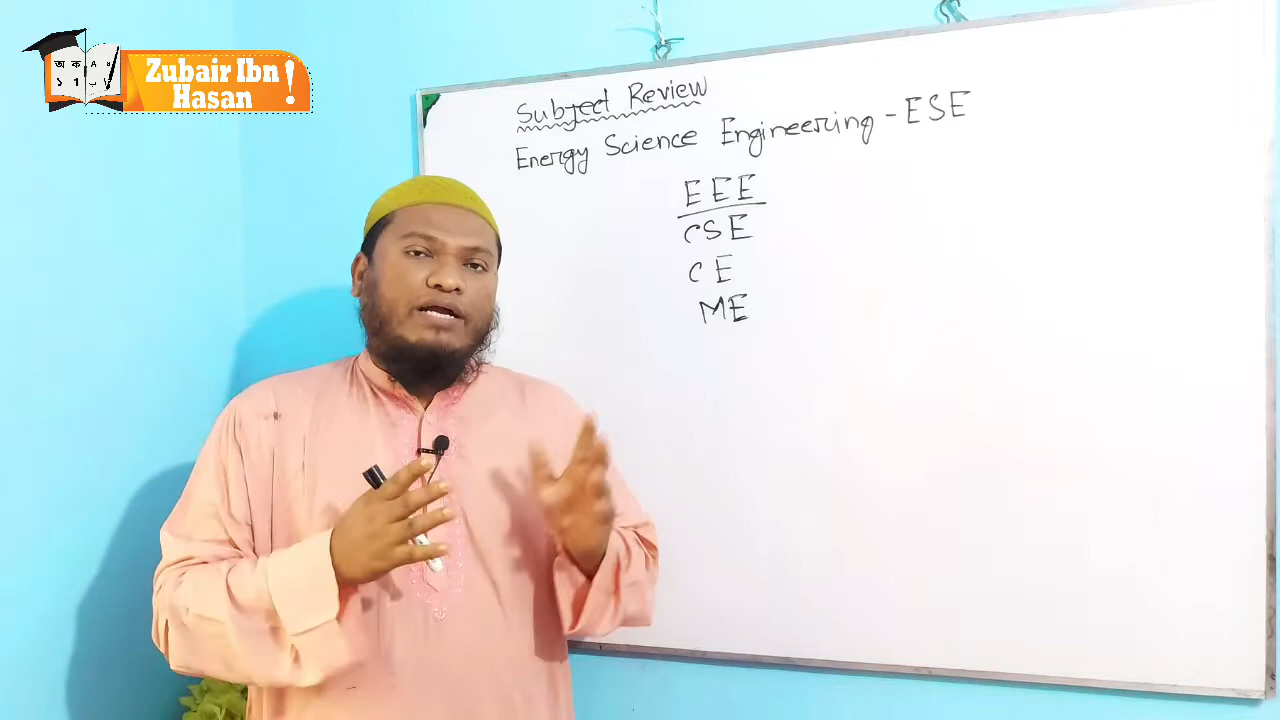 Zubair Ibn
Hasan !
Subject Review
Energy Science Engineering - ESE
EEE
CSE
CE
ME